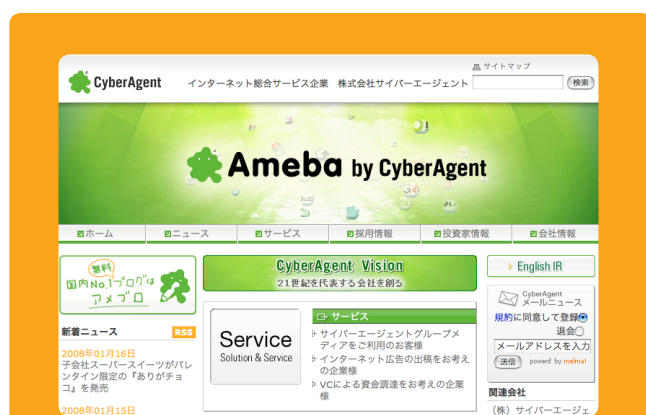 サイトマップ
CyberAgent
インターネット総合サービス企業 株式会社サイバーエージェント
検索
Ameba by CyberAgent
ホーム
ニュース
サービス
採用情報
投資家情報
会社情報
無料
国内No.1ブログは
アメブロ
CyberAgent Vision
21世紀を代表する会社を創る
English IR
CyberAgent
メールニュース
規約に同意して登録
退会
メールアドレスを入力
送信
powerd by melma!
新着ニュース
RSS
2008年01月16日
子会社スーパースイーツがバレ
ンタイン限定の『ありがチョ
コ』を発売
2008年01月15日
Service
Solution & Service
サービス
サイバーエージェントグループメ
ディアをご利用のお客様
インターネット広告の出稿をお考え
の企業様
VCによる資金調達をお考えの企業
様
関連会社
(株) サイバーエージェ